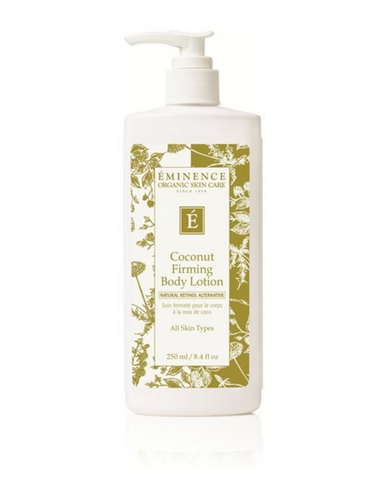 ÉMINENCE
ORGANIC SKIN CARE
SINCE 1958
É
Coconut
Firming
Body Lotion
NATURAL RETINOL ALTERNATIVE
Soin fermeté pour le corps
à la noix de coco
All Skin Types
250 ml / 8.4 fl oz